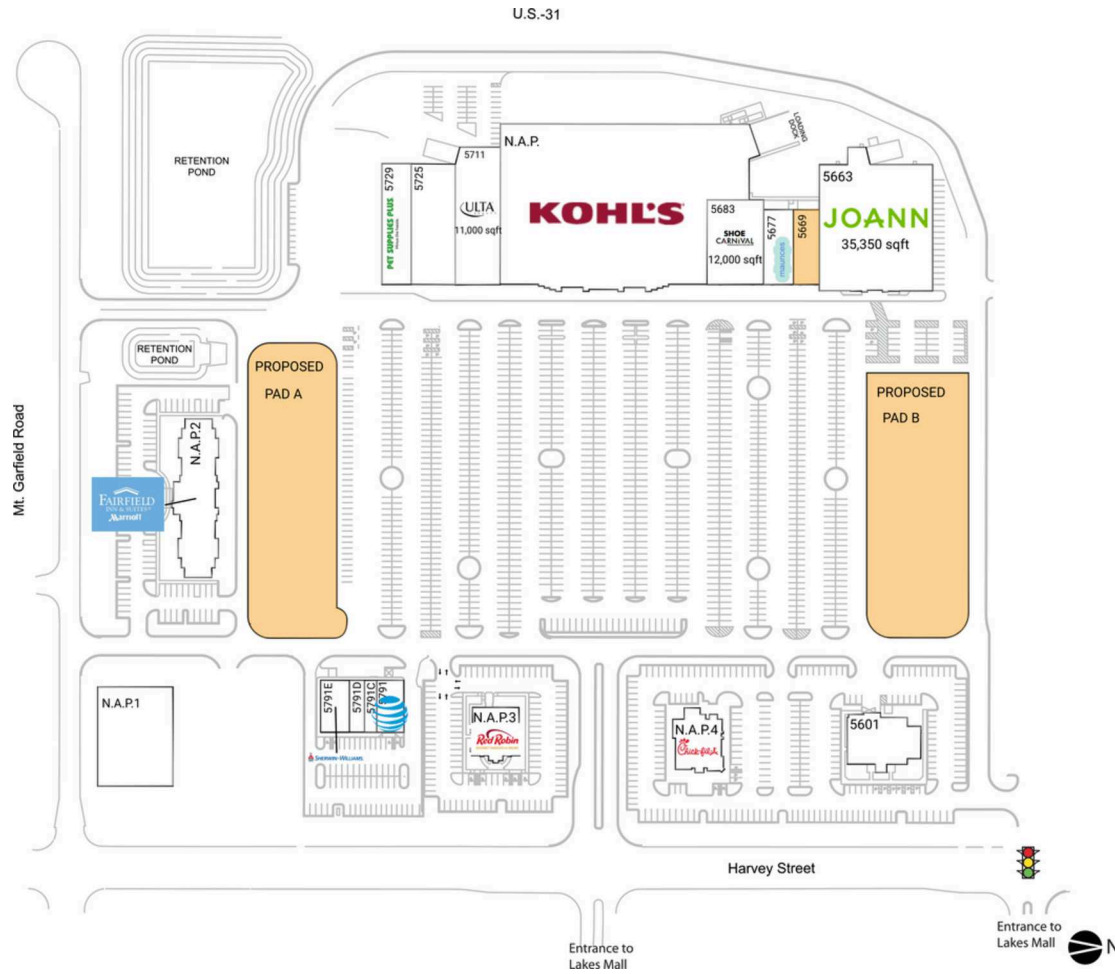 U.S.-31
RETENTION
POND
LOADING
DOCK
N.A.P.
5711
5729
5725
PET SUPPLIES PLUS
ULTA
11,000 sqft
KOHL'S
5683
SHOE
CARNIVAL
12,000 sqft
5677
maurices
5669
5663
JOANN
35,350 sqft
RETENTION
POND
PROPOSED
PAD A
PROPOSED
PAD B
Mt. Garfield Road
N.A.P.2
FAIRFIELD
INN & SUITES
Marriott
N.A.P.1
5791E
5791D
5791C
5791
SHERWIN-WILLIAMS
N.A.P.3
Red Robin
N.A.P.4
Chick-fil-A
5601
Harvey Street
Entrance to
Lakes Mall
Entrance to
Lakes Mall
N